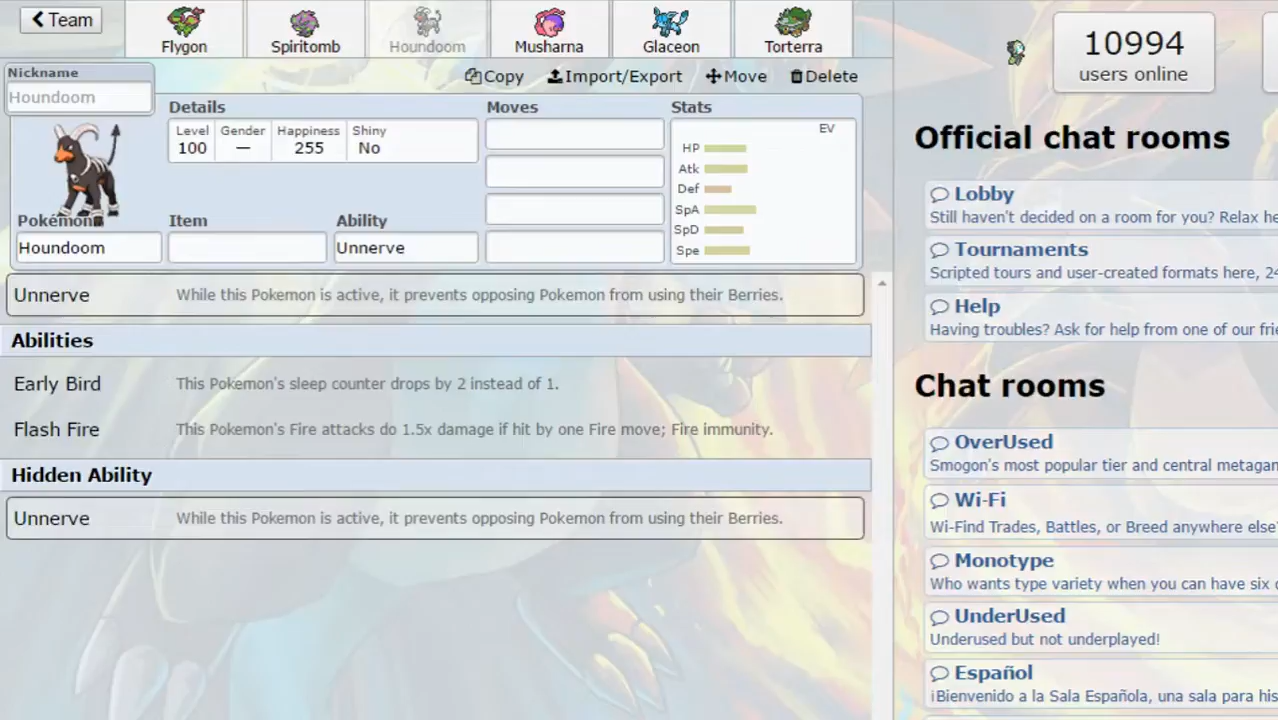 Team
Flygon
Spiritomb
Houndoom
Musharna
Glaceon
Torterra
Nickname
Houndoom
Copy
Import/Export
Move
Delete
Details
Level
100
Gender
—
Happiness
255
Shiny
No
Moves
Stats
EV
HP
Atk
Def
SpA
SpD
Spe
Pokémon
Houndoom
Item
Ability
Unnerve
Unnerve While this Pokemon is active, it prevents opposing Pokemon from using their Berries.
Abilities
Early Bird This Pokemon's sleep counter drops by 2 instead of 1.
Flash Fire This Pokemon's Fire attacks do 1.5x damage if hit by one Fire move; Fire immunity.
Hidden Ability
Unnerve While this Pokemon is active, it prevents opposing Pokemon from using their Berries.
10994
users online
Official chat rooms
Lobby
Still haven't decided on a room for you? Relax he
Tournaments
Scripted tours and user-created formats here, 24
Help
Having troubles? Ask for help from one of our frie
Chat rooms
OverUsed
Smogon's most popular tier and central metagam
Wi-Fi
Wi-Find Trades, Battles, or Breed anywhere else
Monotype
Who wants type variety when you can have six o
UnderUsed
Underused but not underplayed!
Español
¡Bienvenido a la Sala Española, una sala para his